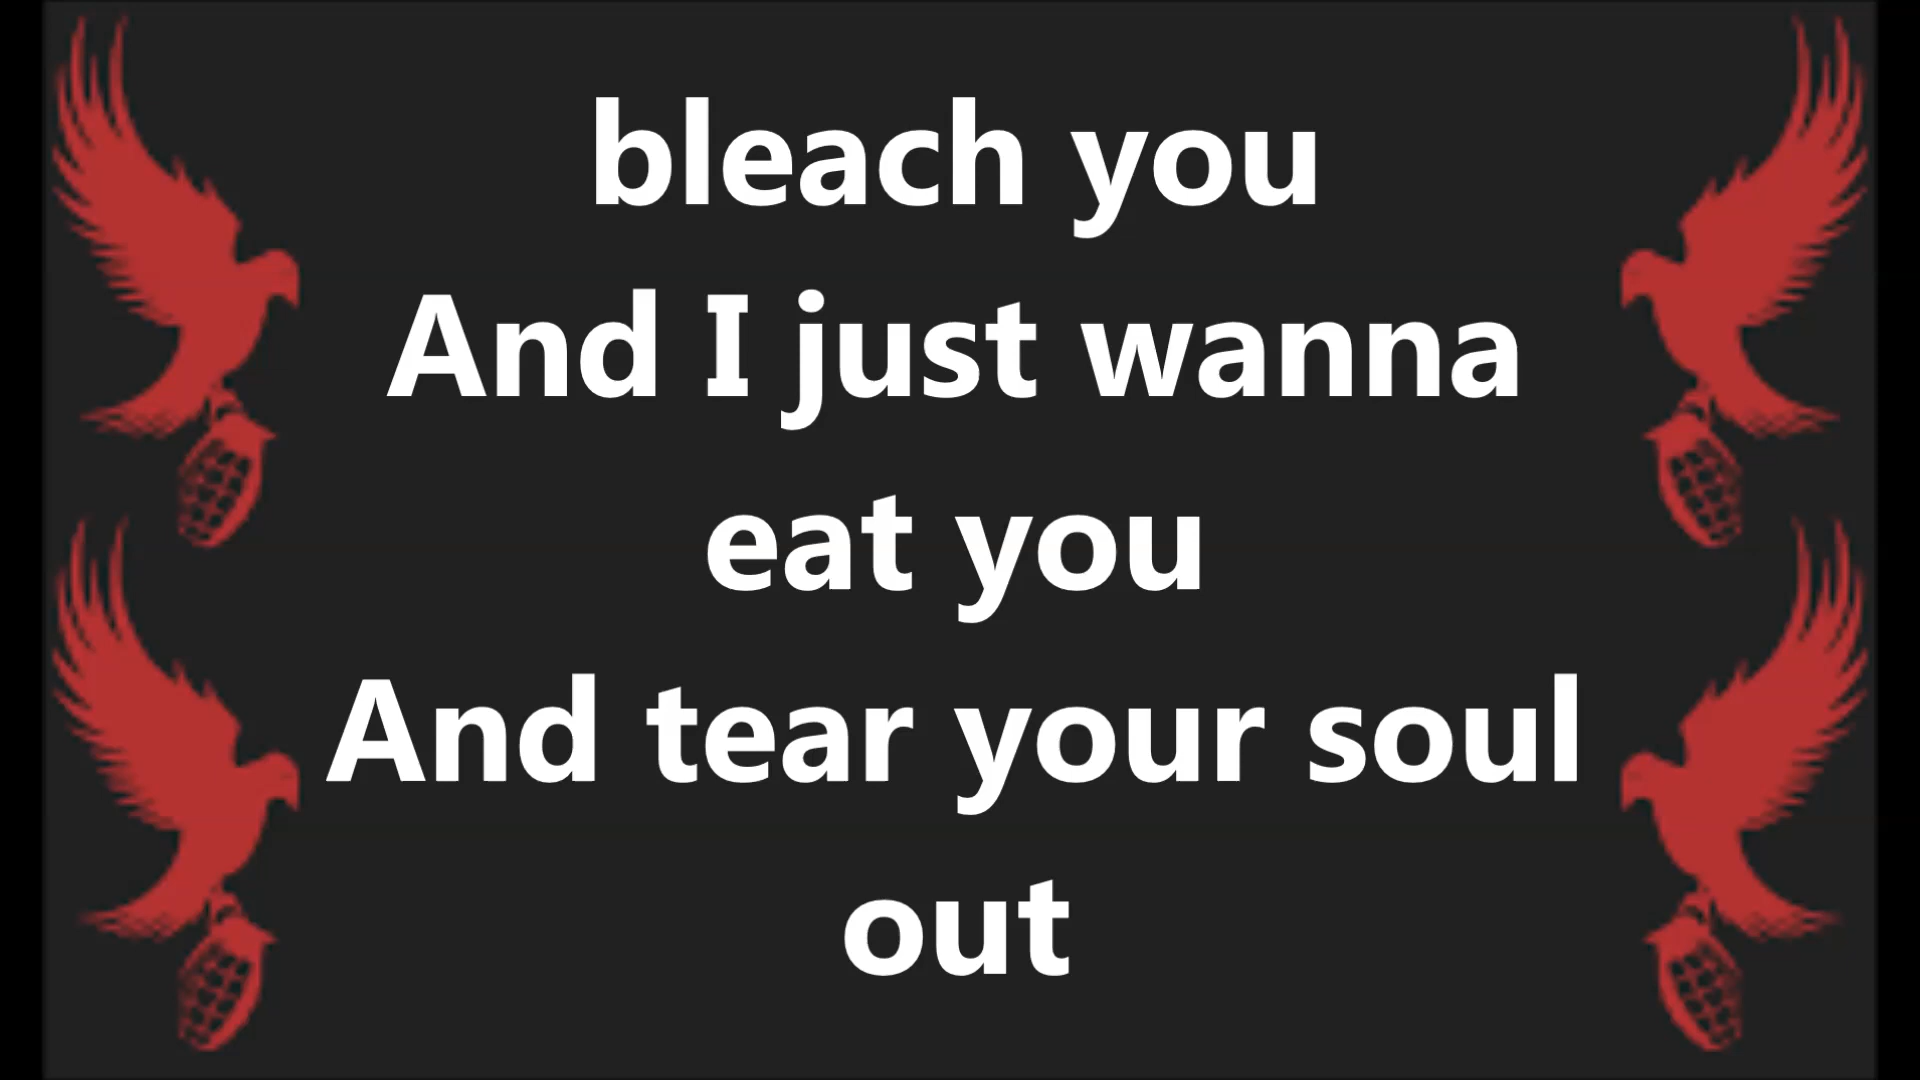 bleach you
And I just wanna
eat you
And tear your soul
out